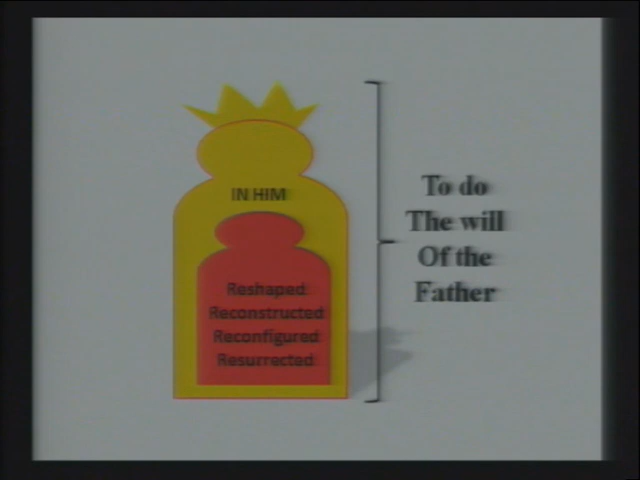 IN HIM
Reshaped
Reconstructed
Reconfigured
Resurrected
To do
The will
Of the
Father